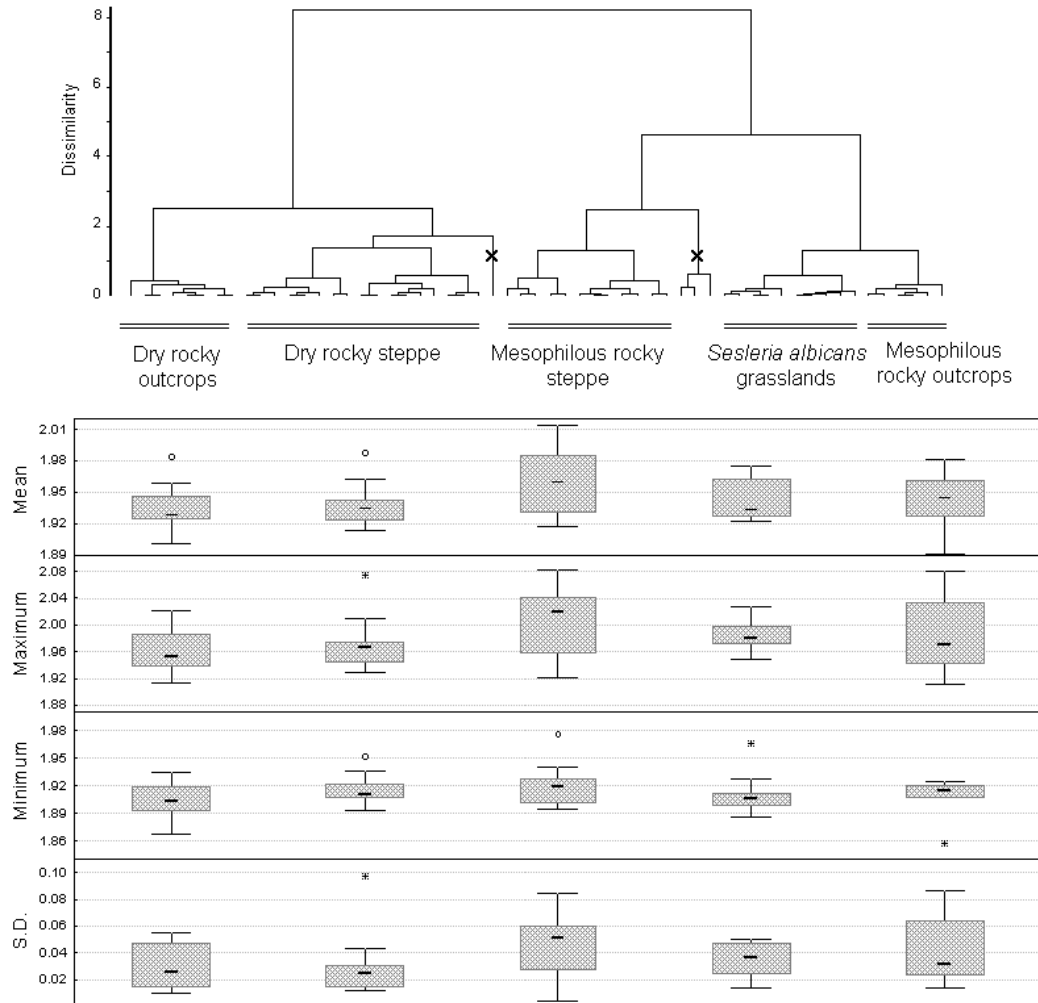 8
6
4
2
0
Dissimilarity
Dry rocky
outcrops
Dry rocky steppe
Mesophilous rocky
steppe
Sesleria albicans
grasslands
Mesophilous
rocky outcrops
Mean
2.01
1.98
1.95
1.92
1.89
Maximum
2.08
2.04
2.00
1.96
1.92
1.88
Minimum
1.98
1.95
1.92
1.89
1.86
S.D.
0.10
0.08
0.06
0.04
0.02